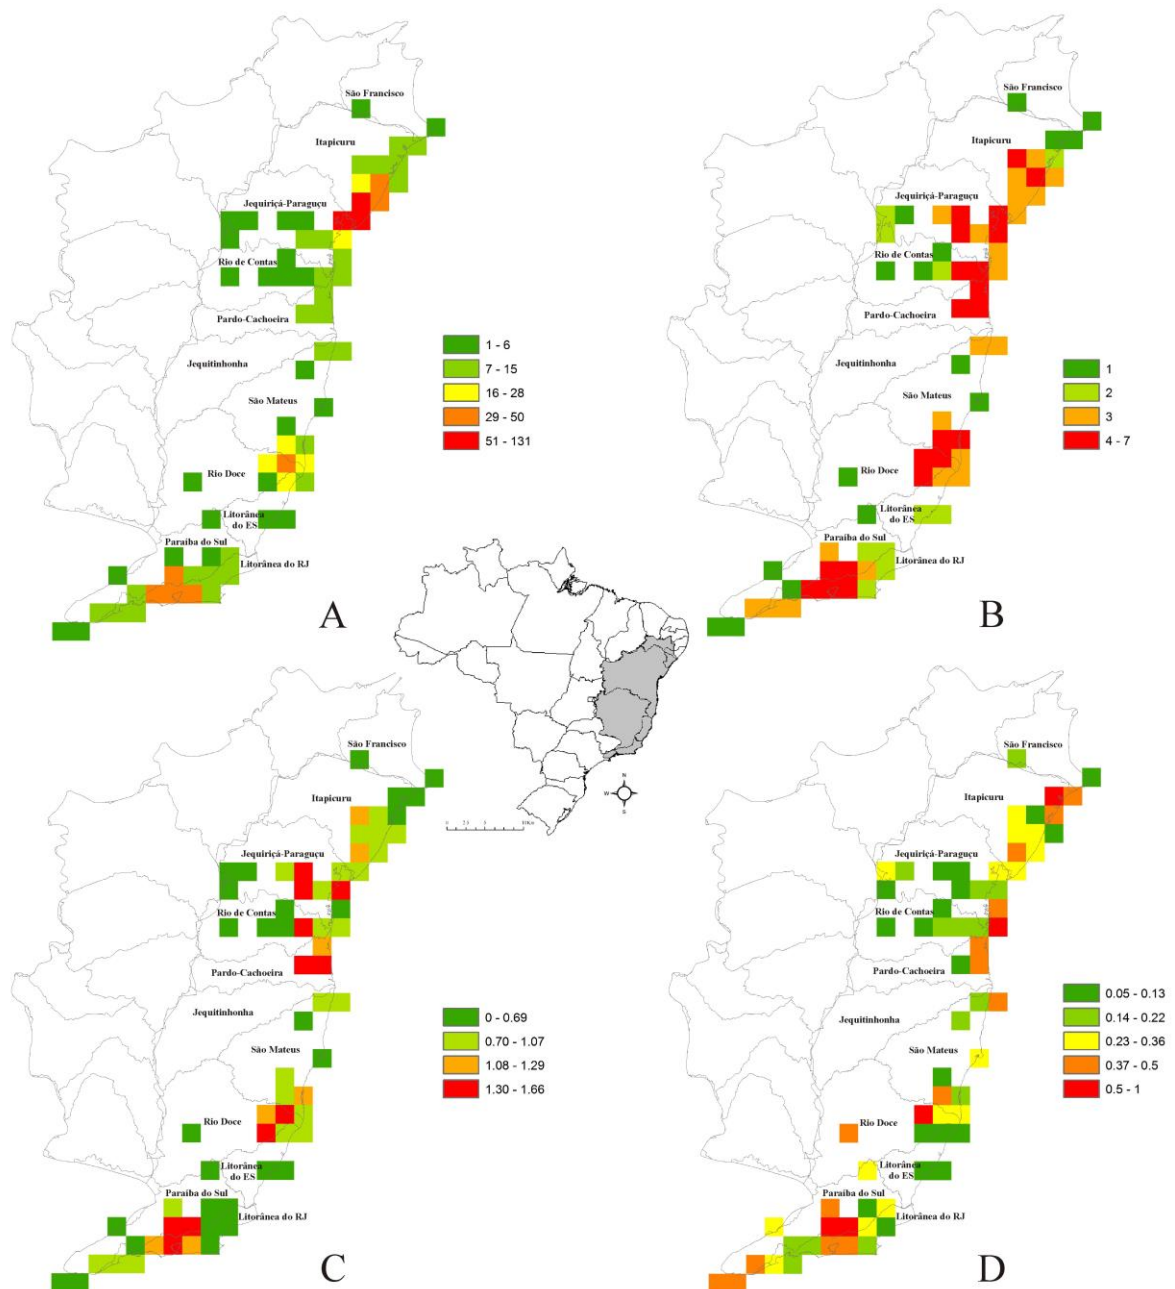 São Francisco
Itapicuru
Jequiriçá-Paraguçu
Rio de Contas
Pardo-Cachoeira
Jequitinhonha
São Mateus
Rio Doce
Litorânea
do ES
Paraíba do Sul
Litorânea do RJ
1 - 6
7 - 15
16 - 28
29 - 50
51 - 131
A
São Francisco
Itapicuru
Jequiriçá-Paraguçu
Rio de Contas
Pardo-Cachoeira
Jequitinhonha
São Mateus
Rio Doce
Litorânea
do ES
Paraíba do Sul
Litorânea do RJ
1
2
3
4 - 7
B
N
W
E
S
São Francisco
Itapicuru
Jequiriçá-Paraguçu
Rio de Contas
Pardo-Cachoeira
Jequitinhonha
São Mateus
Rio Doce
Litorânea
do ES
Paraíba do Sul
Litorânea do RJ
0 - 0.69
0.70 - 1.07
1.08 - 1.29
1.30 - 1.66
C
São Francisco
Itapicuru
Jequiriçá-Paraguçu
Rio de Contas
Pardo-Cachoeira
Jequitinhonha
São Mateus
Rio Doce
Litorânea
do ES
Paraíba do Sul
Litorânea do RJ
0.05 - 0.13
0.14 - 0.22
0.23 - 0.36
0.37 - 0.5
0.5 - 1
D